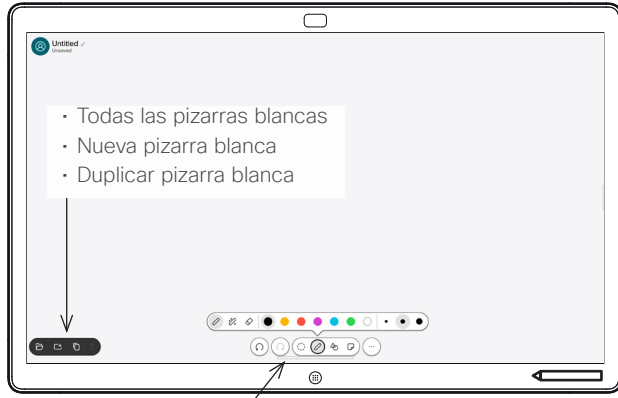 Untitled
Unsaved
· Todas las pizarras blancas
· Nueva pizarra blanca
· Duplicar pizarra blanca